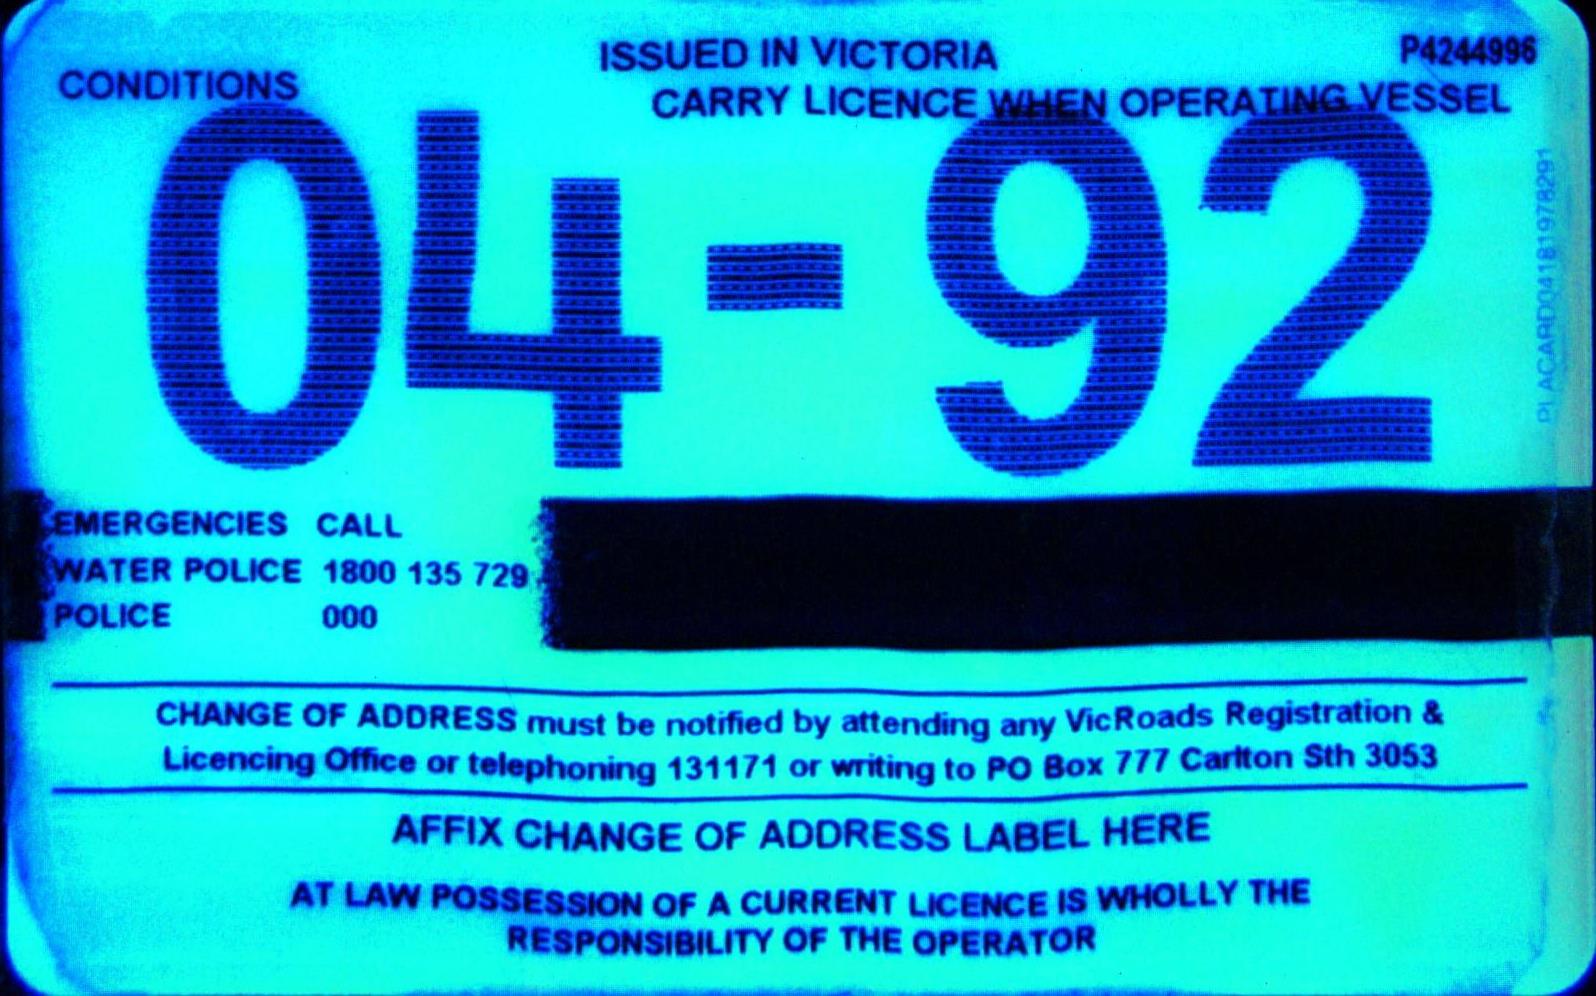 ISSUED IN VICTORIA
P4244996
CONDITIONS
CARRY LICENCE WHEN OPERATING VESSEL
04-92
PLACARD04181978291
EMERGENCIES CALL
WATER POLICE 1800 135 729
POLICE 000
CHANGE OF ADDRESS must be notified by attending any VicRoads Registration &
Licencing Office or telephoning 131171 or writing to PO Box 777 Carlton Sth 3053
AFFIX CHANGE OF ADDRESS LABEL HERE
AT LAW POSSESSION OF A CURRENT LICENCE IS WHOLLY THE
RESPONSIBILITY OF THE OPERATOR